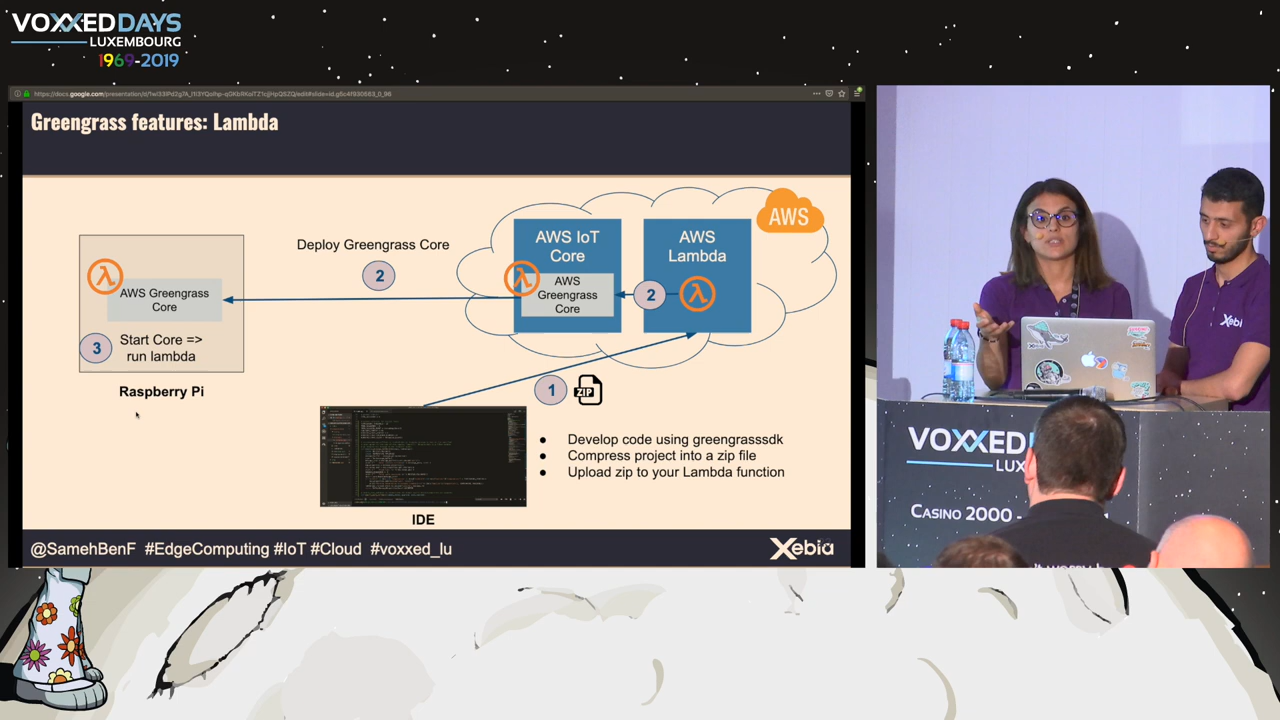 VOXXED DAYS
LUXEMBOURG
1969-2019
Greengrass features: Lambda
AWS
AWS IoT
Core
AWS
Lambda
Deploy Greengrass Core
2
AWS
Greengrass
Core
2
AWS Greengrass
Core
3
Start Core =>
run lambda
Raspberry Pi
1
ZIP
● Develop code using greengrasssdk
● Compress project into a zip file
● Upload zip to your Lambda function
IDE
@SamehBenF #EdgeComputing #IoT #Cloud #voxxed_lu
Xebia
Xebia
VOXXED
LUX
CASINO 2000 -